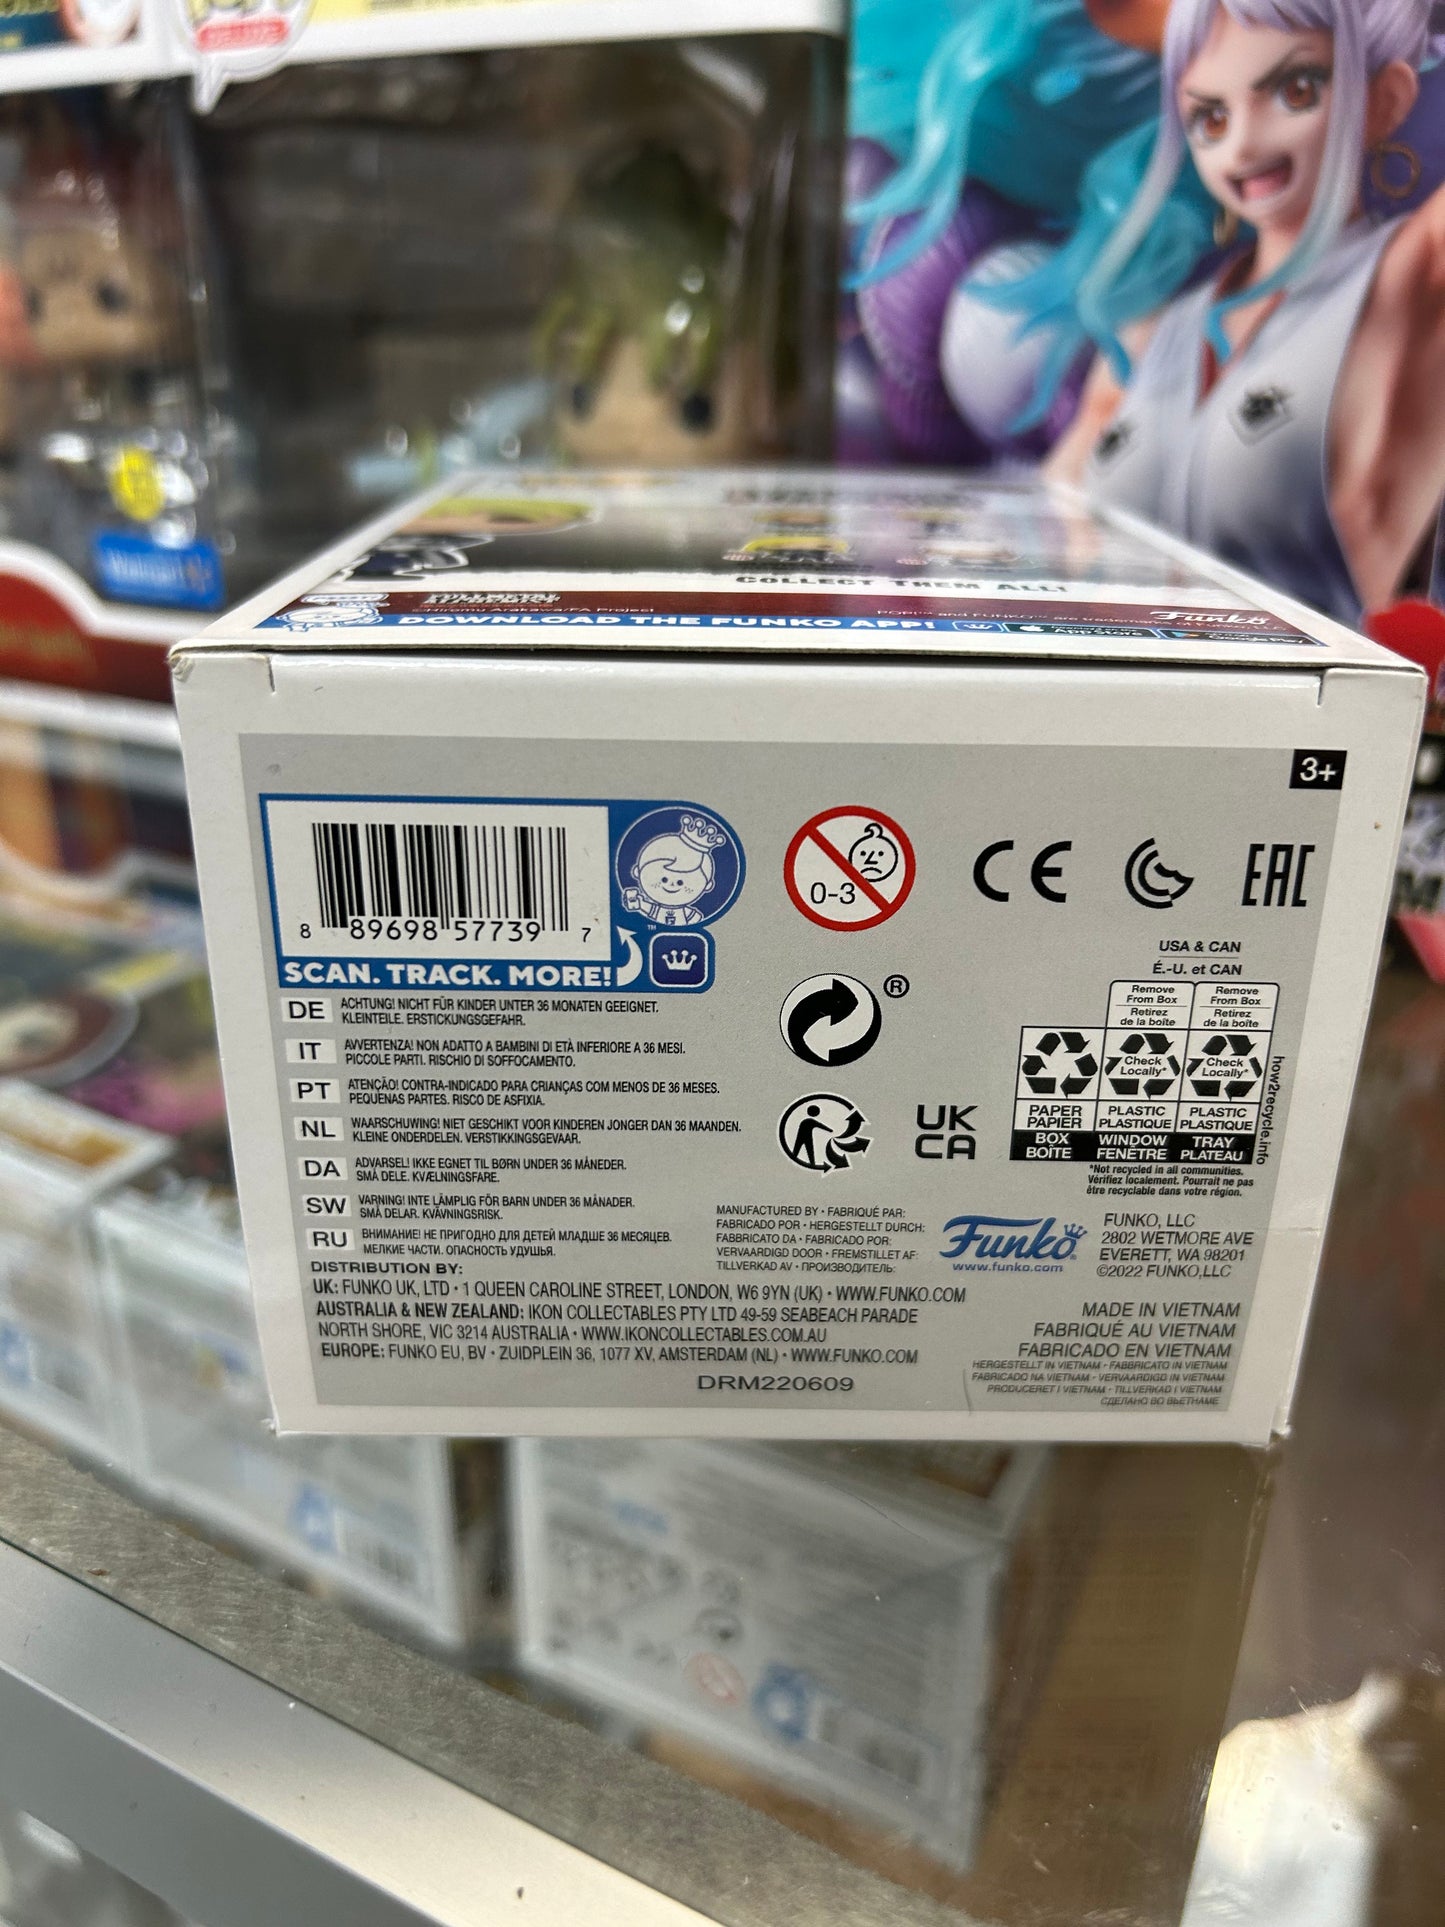 COLLECT THEM ALL!
©Hiromu Arakawa/FA Project
Funko
DOWNLOAD THE FUNKO APP!
Walmart
3+
8 89698 57739 7
SCAN. TRACK. MORE!
™
0-3
CE
EAC
®
UK
CA
USA & CAN
É.-U. et CAN
Remove From Box
Retirez de la boîte
Remove From Box
Retirez de la boîte
Check Locally*
Check Locally*
PAPER PAPIER
PLASTIC PLASTIQUE
PLASTIC PLASTIQUE
BOX BOÎTE
WINDOW FENÊTRE
TRAY PLATEAU
how2recycle.info
*Not recycled in all communities.
Vérifiez localement. Pourrait ne pas
être recyclable dans votre région.
DE ACHTUNG! NICHT FÜR KINDER UNTER 36 MONATEN GEEIGNET.
KLEINTEILE. ERSTICKUNGSGEFAHR.
IT AVVERTENZA! NON ADATTO A BAMBINI DI ETÀ INFERIORE A 36 MESI.
PICCOLE PARTI. RISCHIO DI SOFFOCAMENTO.
PT ATENÇÃO! CONTRA-INDICADO PARA CRIANÇAS COM MENOS DE 36 MESES.
PEQUENAS PARTES. RISCO DE ASFIXIA.
NL WAARSCHUWING! NIET GESCHIKT VOOR KINDEREN JONGER DAN 36 MAANDEN.
KLEINE ONDERDELEN. VERSTIKKINGSGEVAAR.
DA ADVARSEL! IKKE EGNET TIL BØRN UNDER 36 MÅNEDER.
SMÅ DELE. KVÆLNINGSFARE.
SW VARNING! INTE LÄMPLIG FÖR BARN UNDER 36 MÅNADER.
SMÅ DELAR. KVÄVNINGSRISK.
RU ВНИМАНИЕ! НЕ ПРИГОДНО ДЛЯ ДЕТЕЙ МЛАДШЕ 36 МЕСЯЦЕВ.
МЕЛКИЕ ЧАСТИ. ОПАСНОСТЬ УДУШЬЯ.
MANUFACTURED BY • FABRIQUÉ PAR:
FABRICADO POR • HERGESTELLT DURCH:
FABBRICATO DA • FABRICADO POR:
VERVAARDIGD DOOR • FREMSTILLET AF:
TILLVERKAD AV • ПРОИЗВОДИТЕЛЬ:
Funko
www.funko.com
FUNKO, LLC
2802 WETMORE AVE
EVERETT, WA 98201
©2022 FUNKO,LLC
DISTRIBUTION BY:
UK: FUNKO UK, LTD • 1 QUEEN CAROLINE STREET, LONDON, W6 9YN (UK) • WWW.FUNKO.COM
AUSTRALIA & NEW ZEALAND: IKON COLLECTABLES PTY LTD 49-59 SEABEACH PARADE
NORTH SHORE, VIC 3214 AUSTRALIA • WWW.IKONCOLLECTABLES.COM.AU
EUROPE: FUNKO EU, BV • ZUIDPLEIN 36, 1077 XV, AMSTERDAM (NL) • WWW.FUNKO.COM
DRM220609
MADE IN VIETNAM
FABRIQUÉ AU VIETNAM
FABRICADO EN VIETNAM
HERGESTELLT IN VIETNAM • FABBRICATO IN VIETNAM
FABRICADO NA VIETNAM • VERVAARDIGD IN VIETNAM
PRODUCERET I VIETNAM • TILLVERKAD I VIETNAM
СДЕЛАНО ВО ВЬЕТНАМЕ